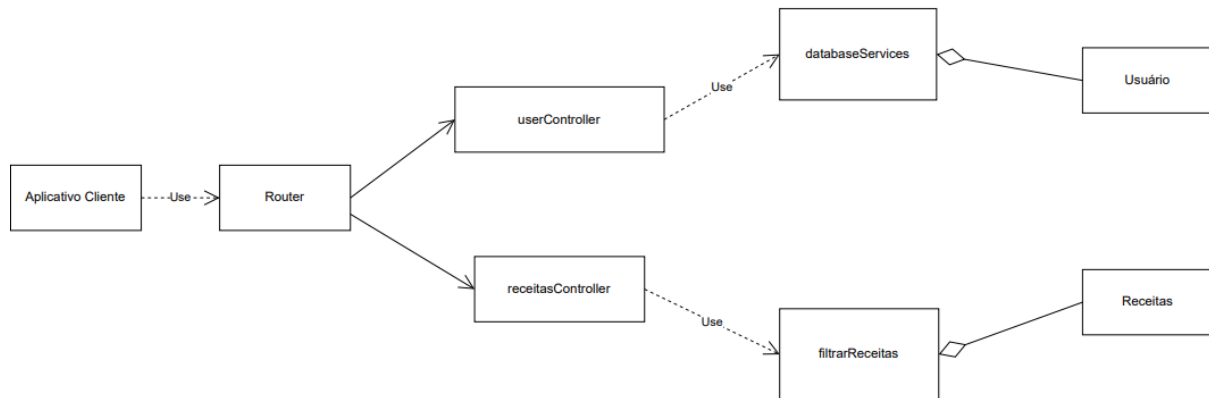 databaseServices
Usuário
Use
userController
Aplicativo Cliente
Use
Router
receitasController
Receitas
Use
filtrarReceitas